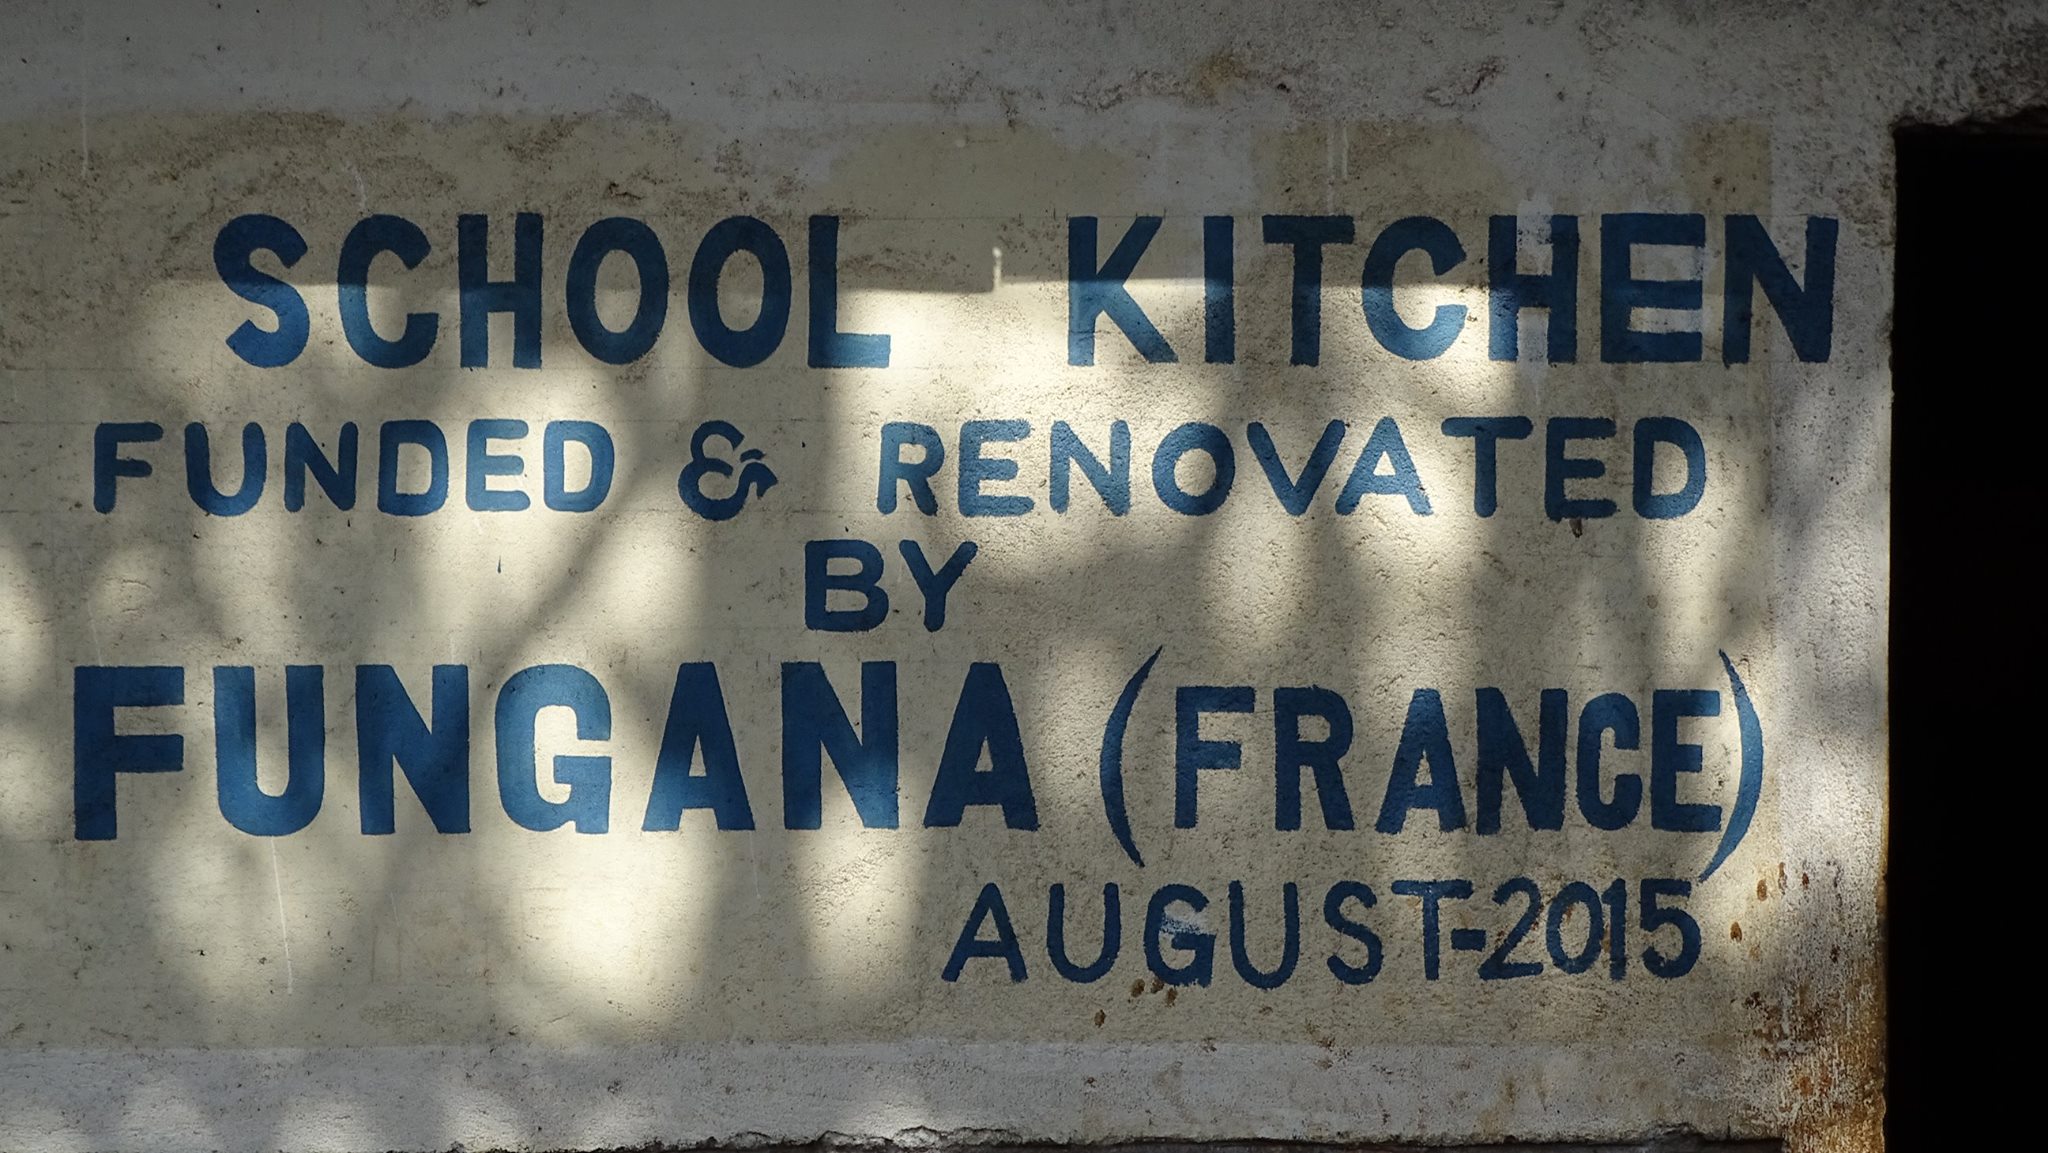 SCHOOL KITCHEN
FUNDED & RENOVATED
BY
FUNGANA (FRANCE)
AUGUST-2015